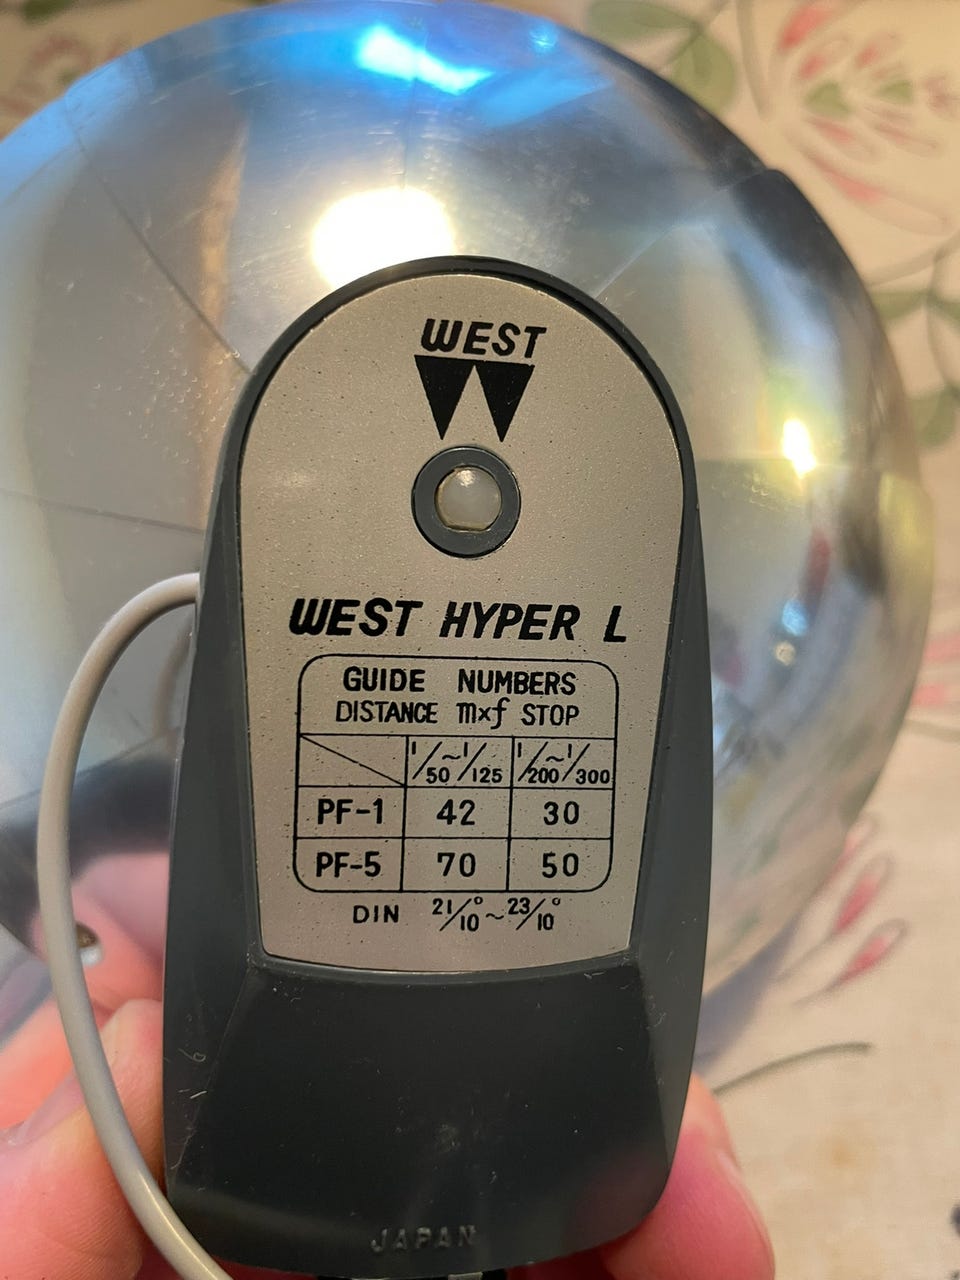 WEST
WEST HYPER L
GUIDE NUMBERS
DISTANCE m×f STOP
1/50~1/125 1/200~1/300
PF-1 42 30
PF-5 70 50
DIN 21/10°~23/10°
JAPAN